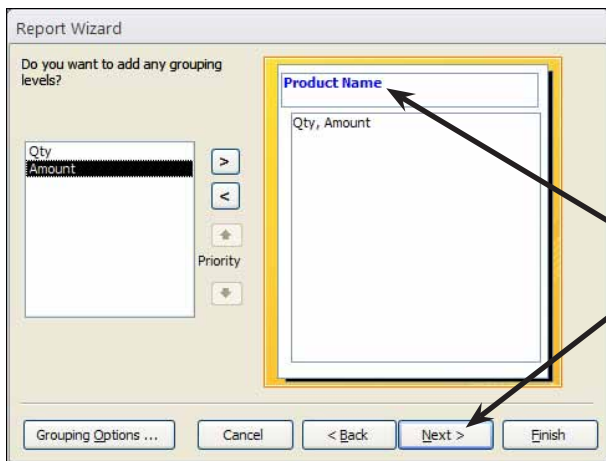 Report Wizard
Do you want to add any grouping
levels?
Qty
Amount
>
<
Priority
Product Name
Qty, Amount
Grouping Options ...
Cancel
< Back
Next >
Finish